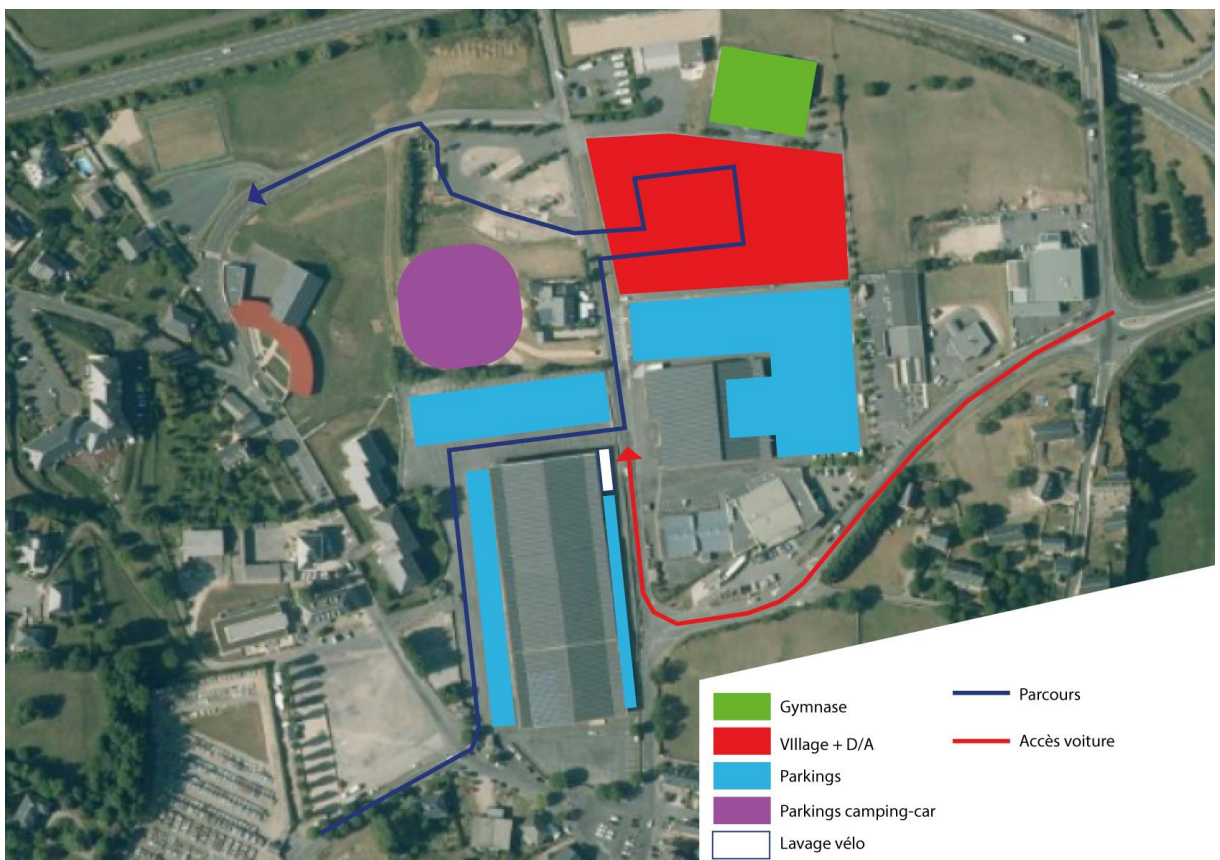 Gymnase
VIllage + D/A
Parkings
Parkings camping-car
Lavage vélo
Parcours
Accès voiture